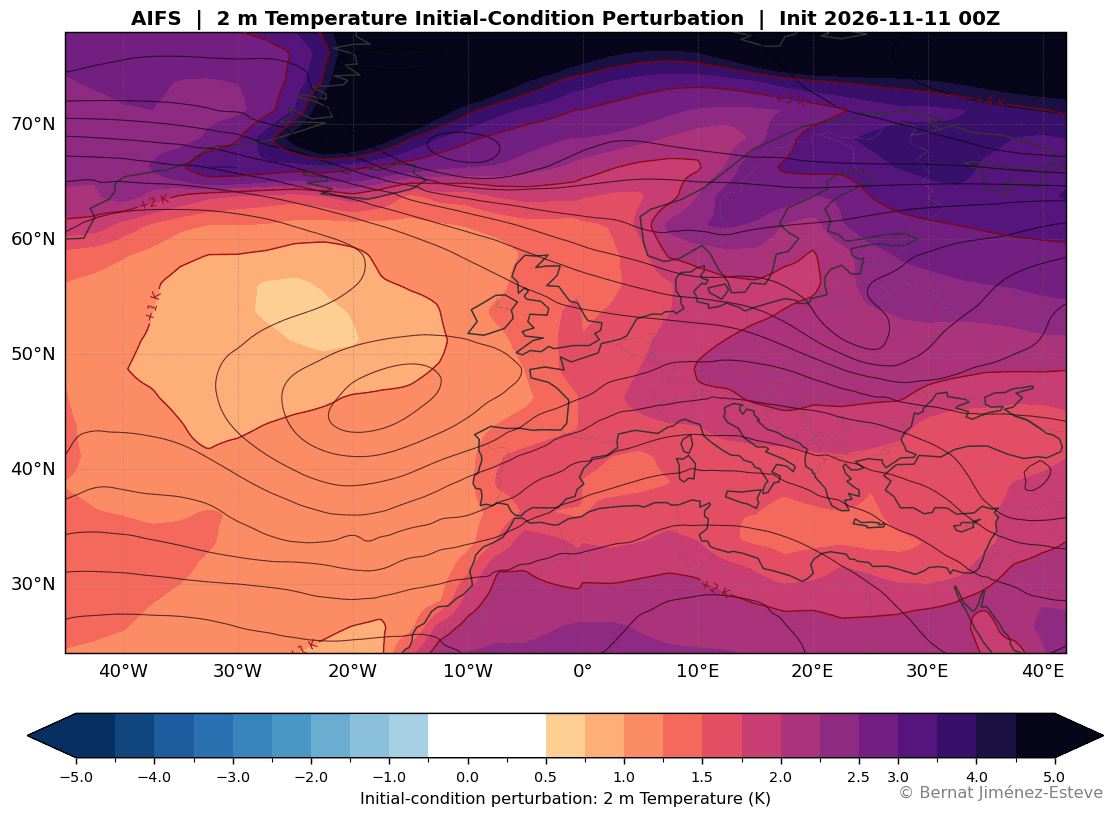 AIFS | 2 m Temperature Initial-Condition Perturbation | Init 2026-11-11 00Z
70°N
60°N
50°N
40°N
30°N
+3 K
+4 K
+2 K
+1 K
+2 K
+1 K
40°W 30°W 20°W 10°W 0° 10°E 20°E 30°E 40°E
−5.0 −4.0 −3.0 −2.0 −1.0 0.0 0.5 1.0 1.5 2.0 2.5 3.0 4.0 5.0
Initial-condition perturbation: 2 m Temperature (K)
© Bernat Jiménez-Esteve